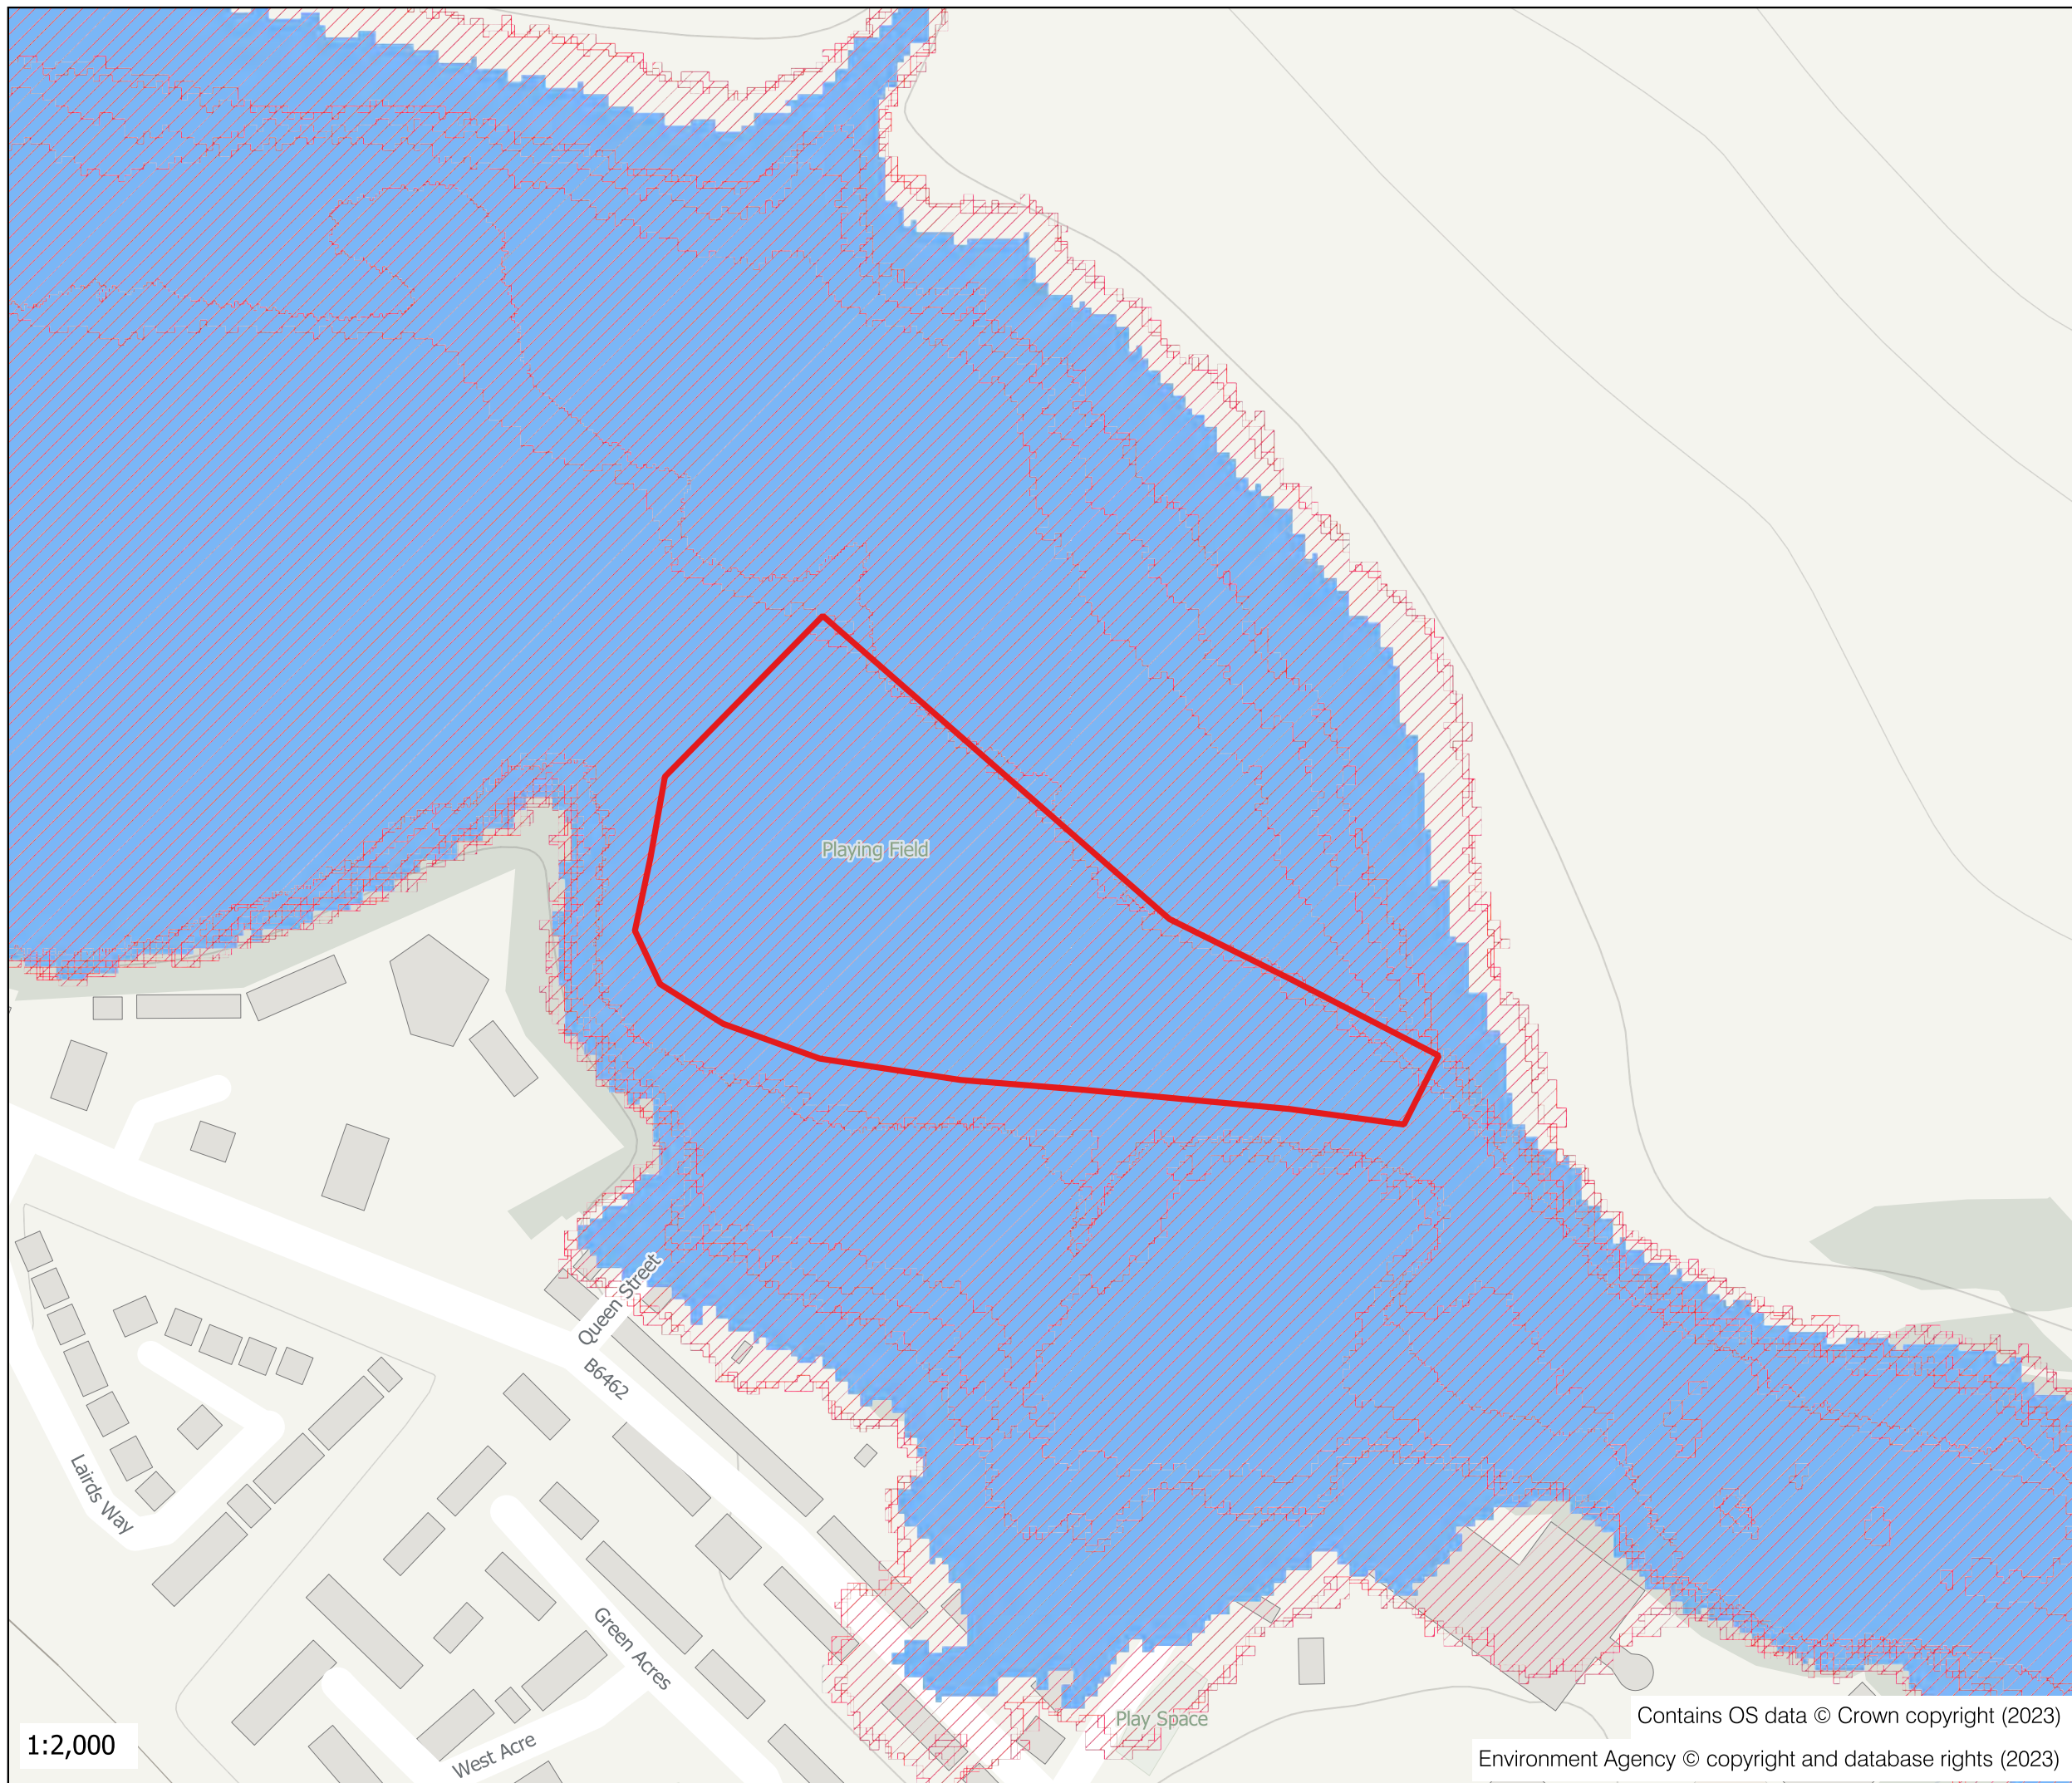 Playing Field
Queen Street
B6462
Lairds Way
Green Acres
West Acre
Play Space
1:2,000
Contains OS data © Crown copyright (2023)
Environment Agency © copyright and database rights (2023)